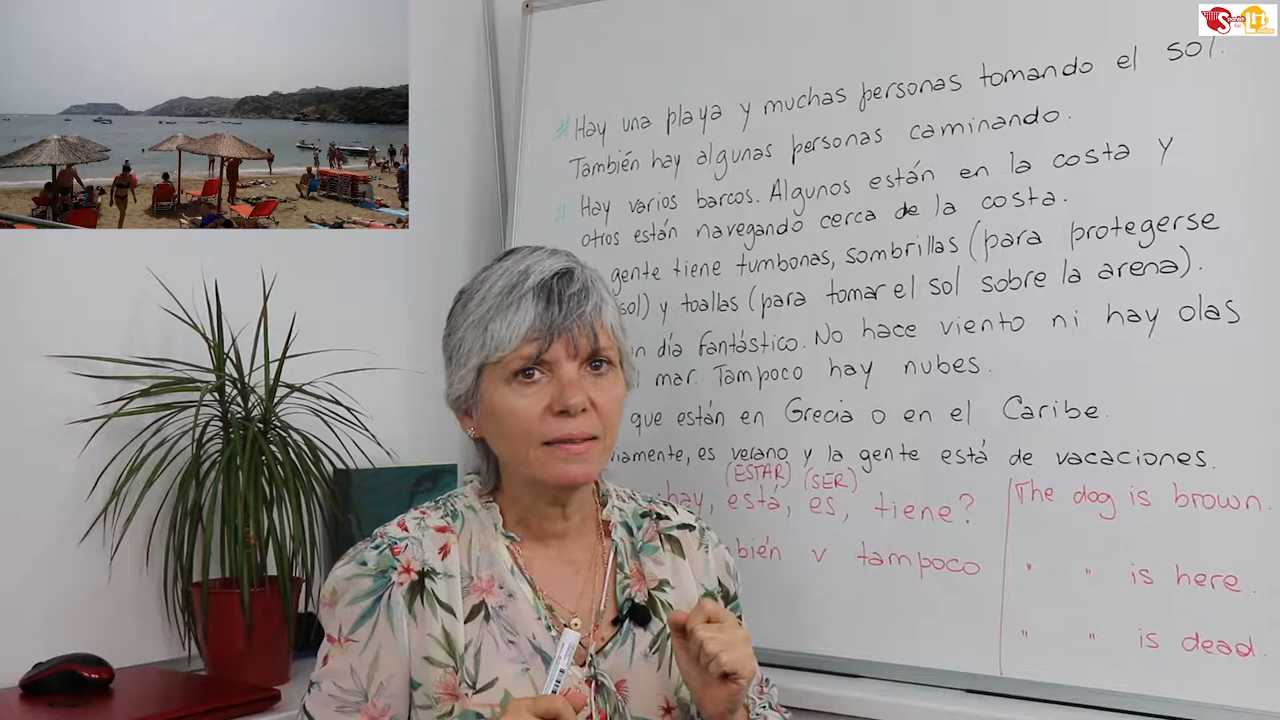 # Hay una playa y muchas personas tomando el sol.
También hay algunas personas caminando.
# Hay varios barcos. Algunos están en la costa y
otros están navegando cerca de la costa.
gente tiene tumbonas, sombrillas (para protegerse
sol) y toallas (para tomar el sol sobre la arena).
día fantástico. No hace viento ni hay olas
mar. Tampoco hay nubes.
que están en Grecia o en el Caribe.
es verano y la gente está de vacaciones.
(ESTAR) (SER)
hay, está, es, tiene?
v tampoco
The dog is brown.
" " is here.
" " is dead.